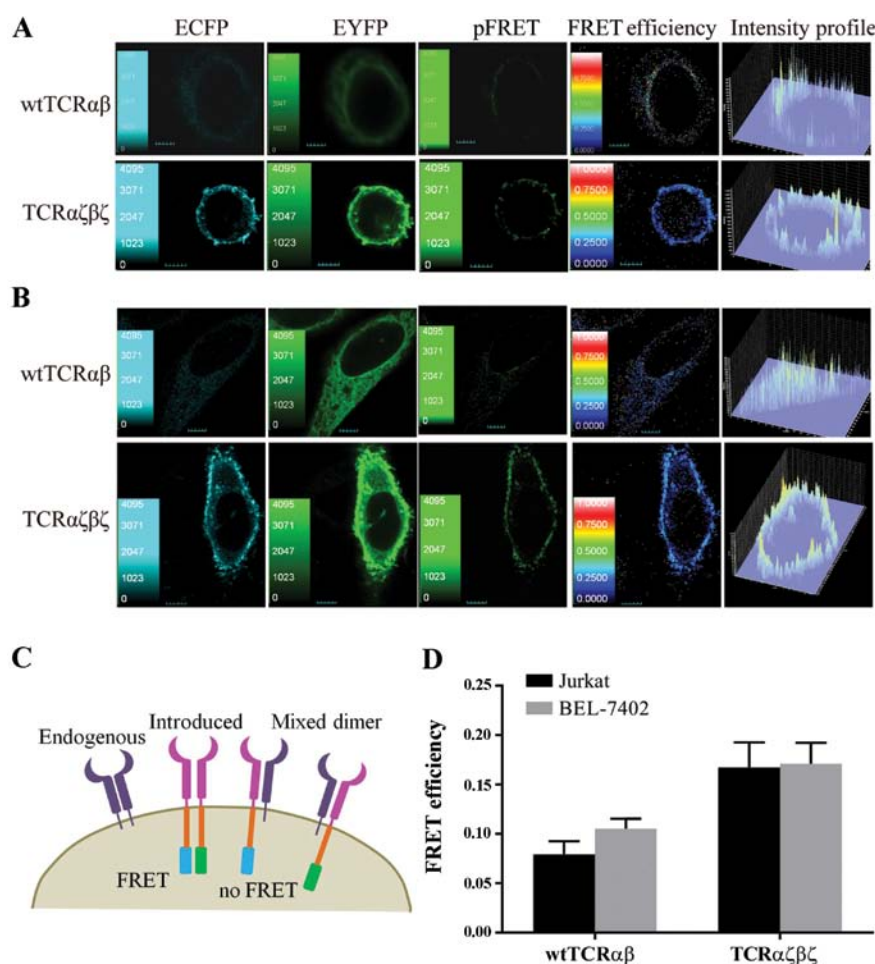 A
ECFP EYFP pFRET FRET efficiency Intensity profile
wtTCRαβ
TCRαζβζ
4095 4095 4095 1.0000
3071 3071 3071 0.7500
2047 2047 2047 0.5000
1023 1023 1023 0.2500
0 0 0 0.0000
B
wtTCRαβ
4095 4095 4095 1.0000
3071 3071 3071 0.7500
2047 2047 2047 0.5000
1023 1023 1023 0.2500
0 0 0 0.0000
TCRαζβζ
4095 4095 4095 1.0000
3071 3071 3071 0.7500
2047 2047 2047 0.5000
1023 1023 1023 0.2500
0 0 0 0.0000
C
Endogenous
Introduced
Mixed dimer
FRET
no FRET
D
FRET efficiency
0.25
0.20
0.15
0.10
0.05
0.00
Jurkat
BEL-7402
wtTCRαβ TCRαζβζ